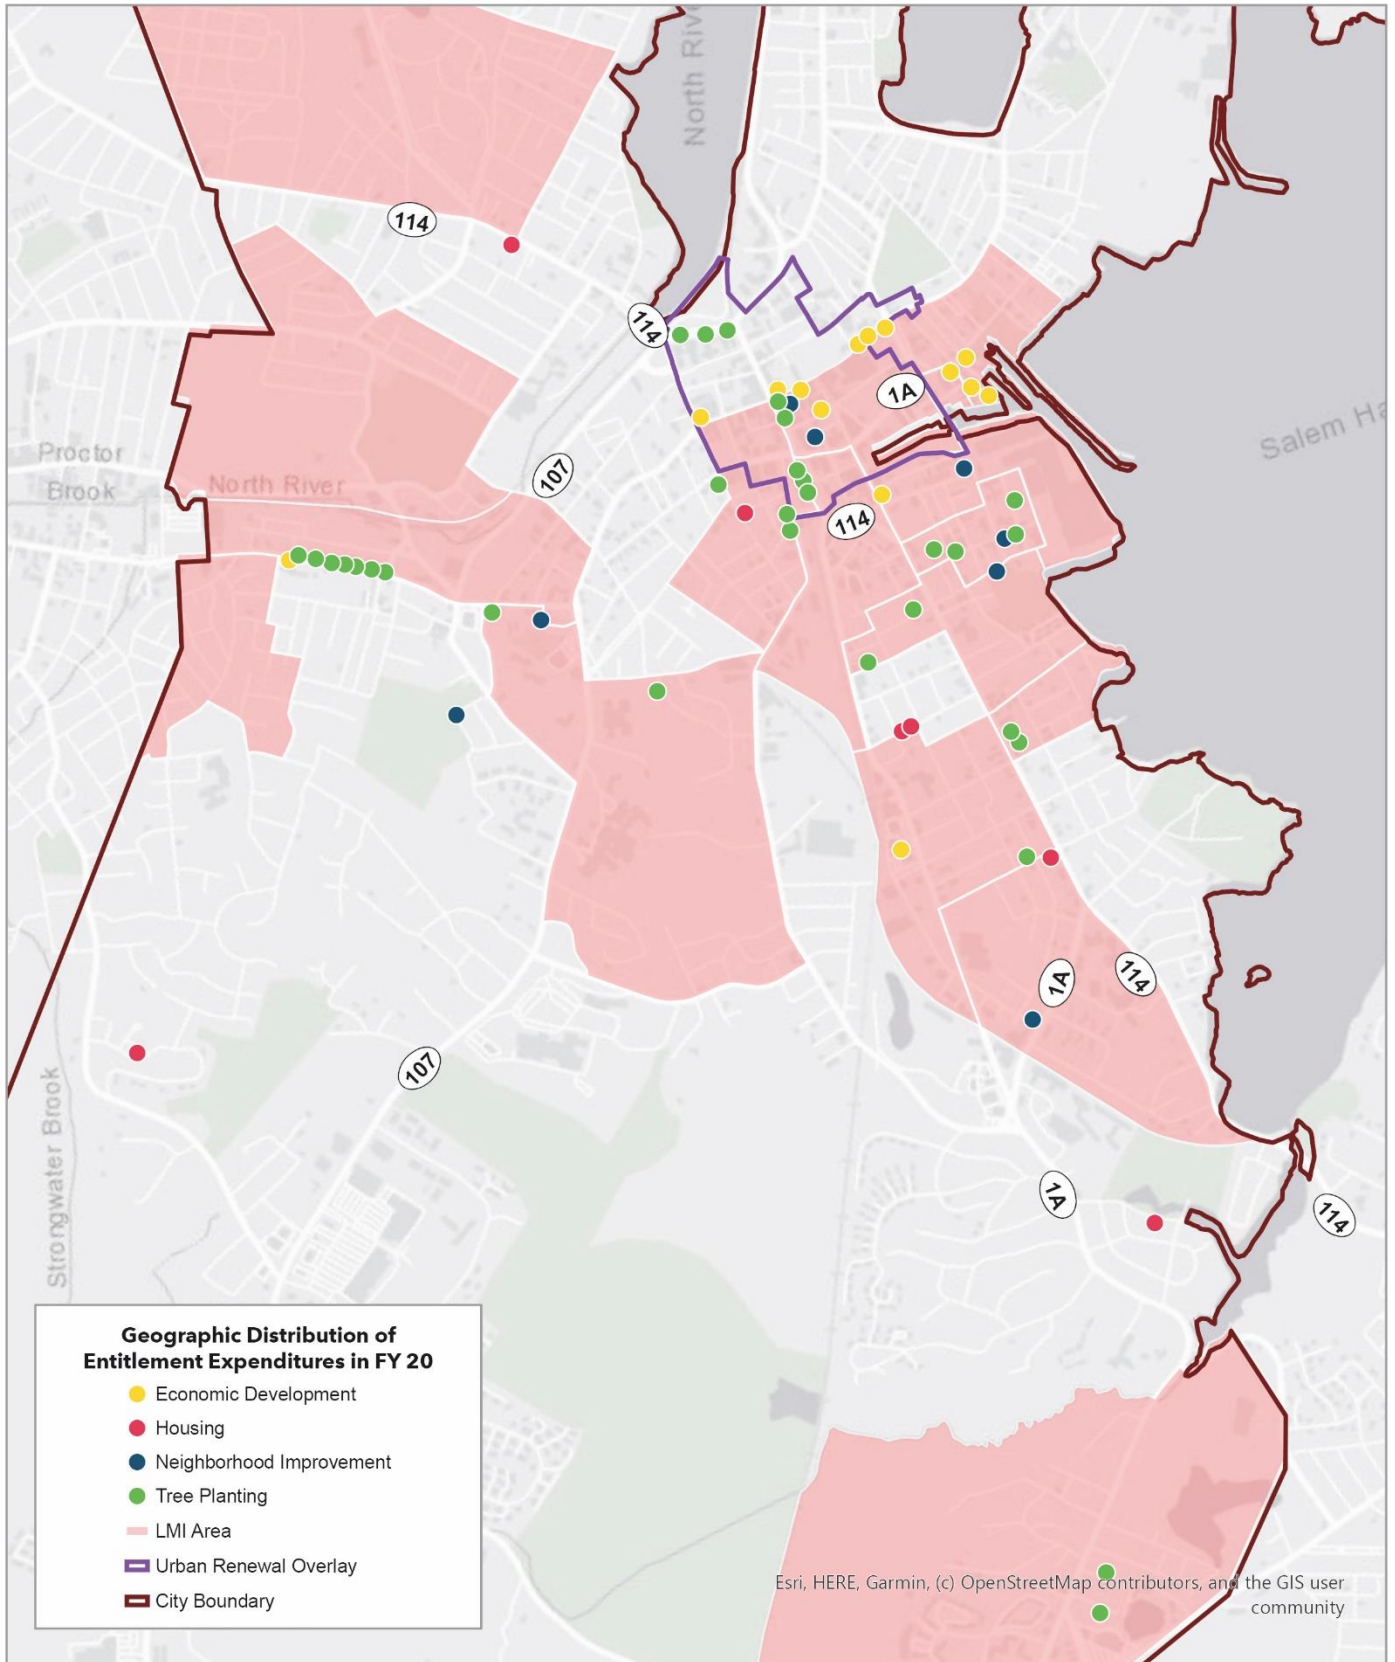 North Rive
114
114
1A
Salem Ha
Proctor
Brook
North River
107
114
1A
114
107
Strongwater Brook
1A
114
Geographic Distribution of
Entitlement Expenditures in FY 20
Economic Development
Housing
Neighborhood Improvement
Tree Planting
LMI Area
Urban Renewal Overlay
City Boundary
Esri, HERE, Garmin, (c) OpenStreetMap contributors, and the GIS user
community